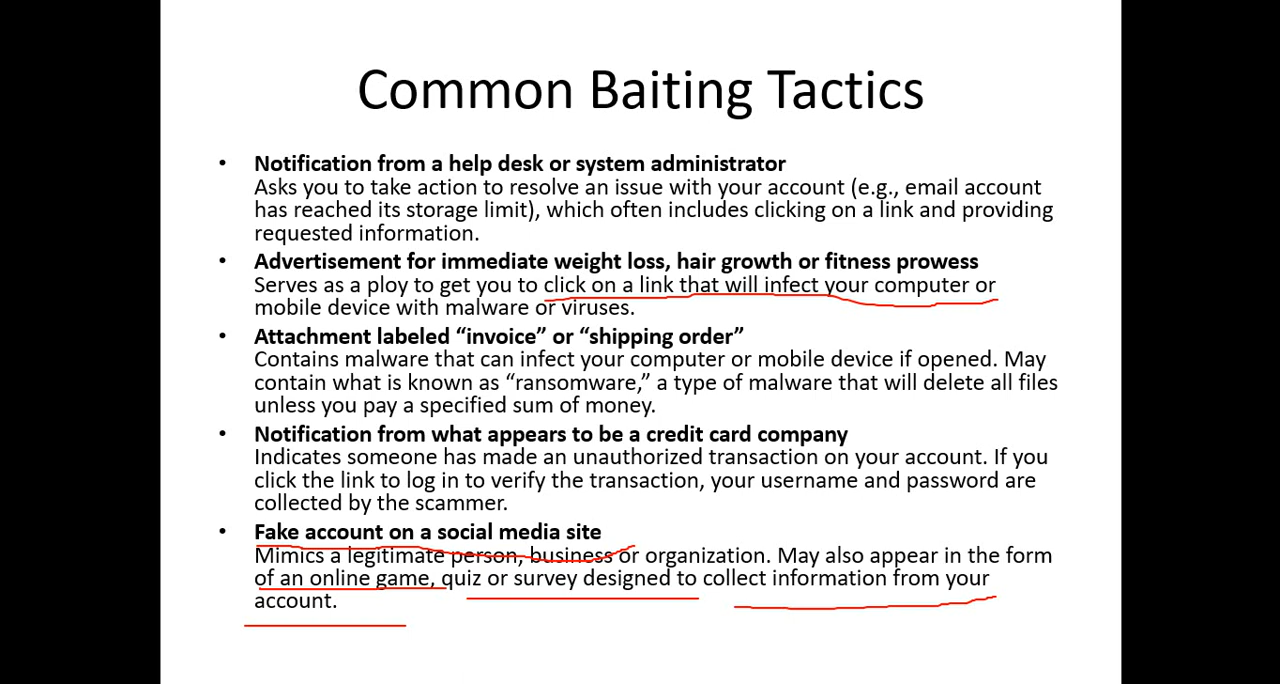 Common Baiting Tactics
• Notification from a help desk or system administrator
Asks you to take action to resolve an issue with your account (e.g., email account
has reached its storage limit), which often includes clicking on a link and providing
requested information.
• Advertisement for immediate weight loss, hair growth or fitness prowess
Serves as a ploy to get you to click on a link that will infect your computer or
mobile device with malware or viruses.
• Attachment labeled “invoice” or “shipping order”
Contains malware that can infect your computer or mobile device if opened. May
contain what is known as “ransomware,” a type of malware that will delete all files
unless you pay a specified sum of money.
• Notification from what appears to be a credit card company
Indicates someone has made an unauthorized transaction on your account. If you
click the link to log in to verify the transaction, your username and password are
collected by the scammer.
• Fake account on a social media site
Mimics a legitimate person, business or organization. May also appear in the form
of an online game, quiz or survey designed to collect information from your
account.